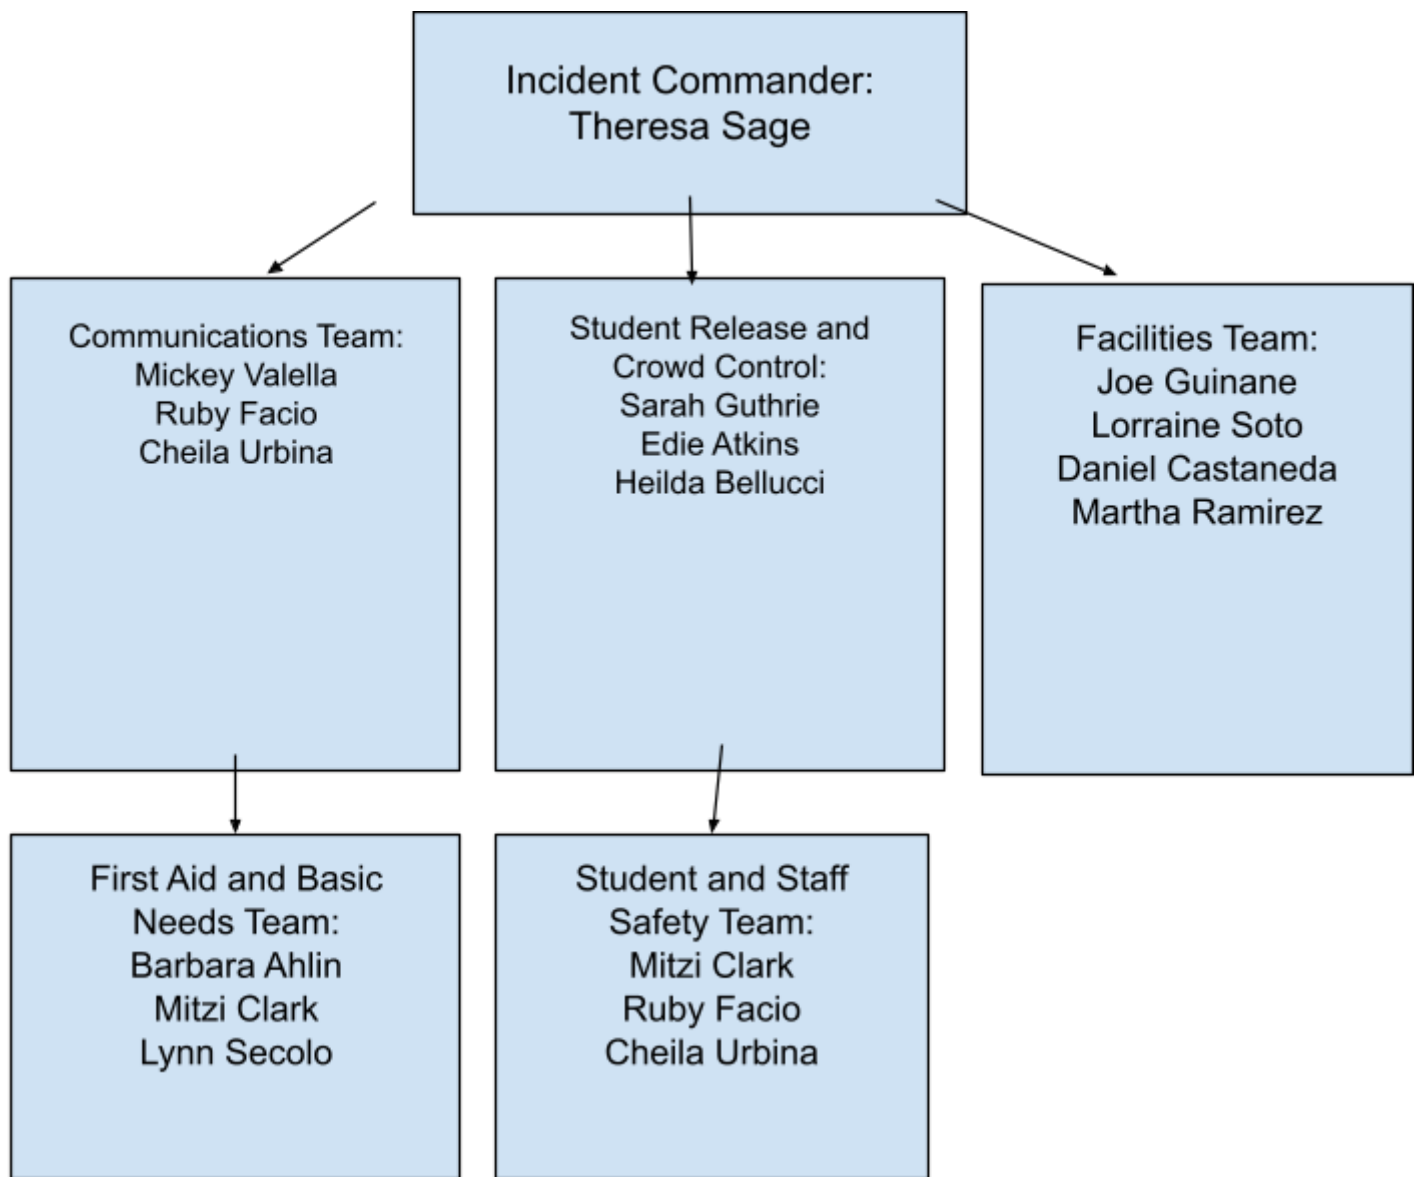 Incident Commander:
Theresa Sage
Communications Team:
Mickey Valella
Ruby Facio
Cheila Urbina
Student Release and
Crowd Control:
Sarah Guthrie
Edie Atkins
Heilda Bellucci
Facilities Team:
Joe Guinane
Lorraine Soto
Daniel Castaneda
Martha Ramirez
First Aid and Basic
Needs Team:
Barbara Ahlin
Mitzi Clark
Lynn Secolo
Student and Staff
Safety Team:
Mitzi Clark
Ruby Facio
Cheila Urbina